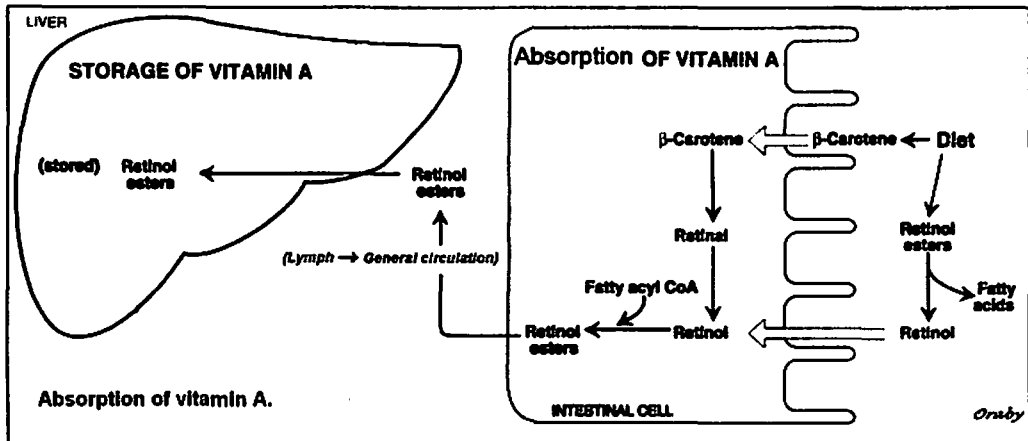 LIVER
STORAGE OF VITAMIN A
(stored)
Retinol
esters
Retinol
esters
(Lymph → General circulation)
Absorption of vitamin A.
Absorption OF VITAMIN A
β-Carotene
β-Carotene
Diet
Retinal
Retinol
esters
Fatty acyl CoA
Fatty
acids
Retinol
esters
Retinol
Retinol
INTESTINAL CELL
Oraby